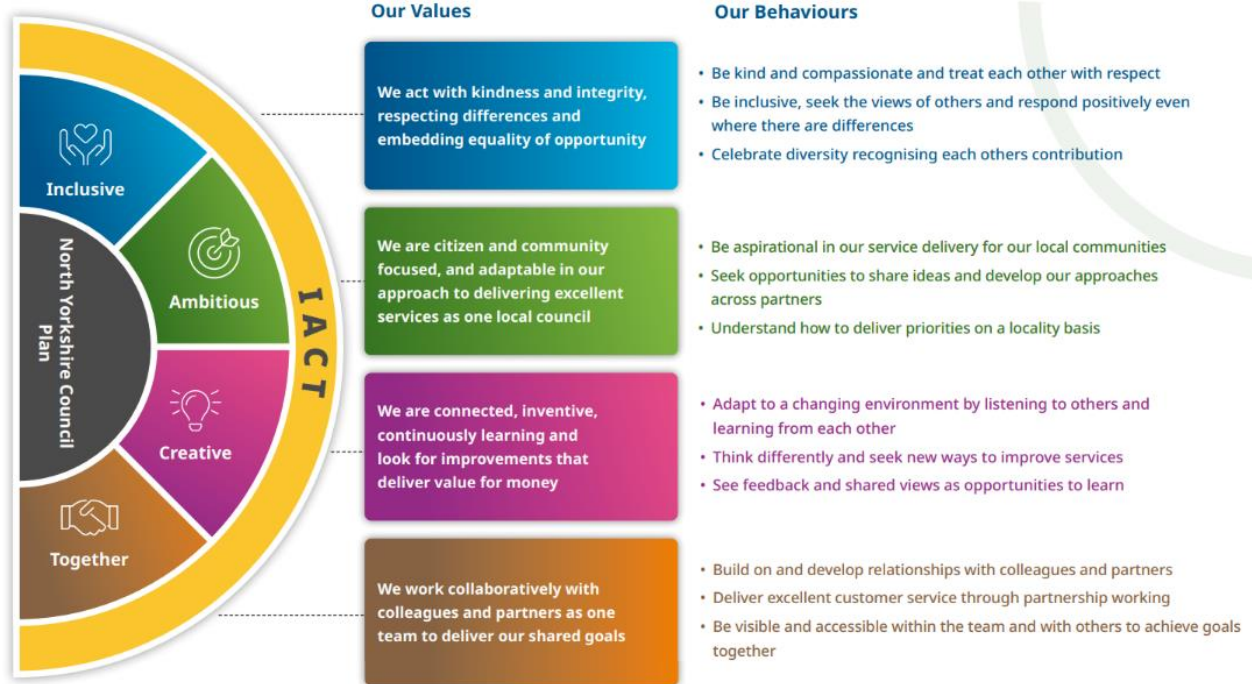 Our Values
Our Behaviours
Inclusive
Ambitious
Creative
Together
North Yorkshire Council
Plan
IACT
We act with kindness and integrity,
respecting differences and
embedding equality of opportunity
• Be kind and compassionate and treat each other with respect
• Be inclusive, seek the views of others and respond positively even
where there are differences
• Celebrate diversity recognising each others contribution
We are citizen and community
focused, and adaptable in our
approach to delivering excellent
services as one local council
• Be aspirational in our service delivery for our local communities
• Seek opportunities to share ideas and develop our approaches
across partners
• Understand how to deliver priorities on a locality basis
We are connected, inventive,
continuously learning and
look for improvements that
deliver value for money
• Adapt to a changing environment by listening to others and
learning from each other
• Think differently and seek new ways to improve services
• See feedback and shared views as opportunities to learn
We work collaboratively with
colleagues and partners as one
team to deliver our shared goals
• Build on and develop relationships with colleagues and partners
• Deliver excellent customer service through partnership working
• Be visible and accessible within the team and with others to achieve goals
together